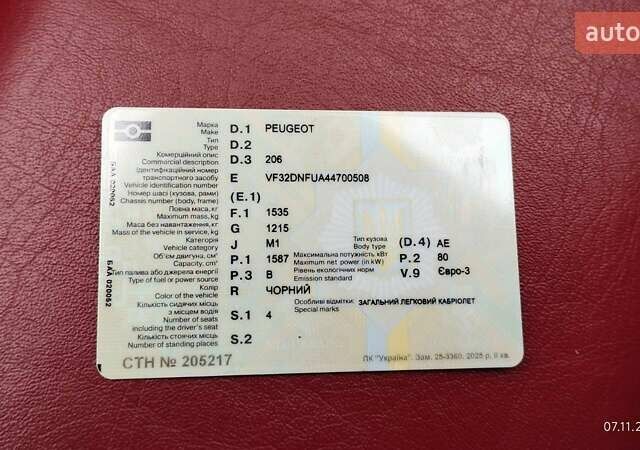 auto
Марка
Make D.1 PEUGEOT
Тип
Type D.2
Комерційний опис
Commercial description D.3 206
Ідентифікаційний номер
транспортного засобу E VF32DNFUA44700508
Vehicle identification number
Номер шасі (кузова, рами) (E.1)
Chassis number (body, frame)
Повна маса, кг F.1 1535
Maximum mass, kg
Маса без навантаження, кг G 1215
Mass of the vehicle in service, kg
Категорія J M1 Тип кузова (D.4) АЕ
Vehicle category Body type
Об'єм двигуна, см³ P.1 1587 Максимальна потужність, кВт P.2 80
Capacity, cm³ Maximum net power (in kW)
Тип палива або джерела енергії P.3 B Рівень екологічних норм V.9 Євро-3
Type of fuel or power source Emission standard
Колір R ЧОРНИЙ
Color of the vehicle
Кількість сидячих місць Особливі відмітки: ЗАГАЛЬНИЙ ЛЕГКОВИЙ КАБРІОЛЕТ
з місцем водія Special marks
Number of seats S.1 4
including the driver's seat
Кількість стоячих місць S.2
Number of standing places
СТН № 205217
ПК "Україна". Зам. 25-3360, 2025 р. II кв.
07.11.2